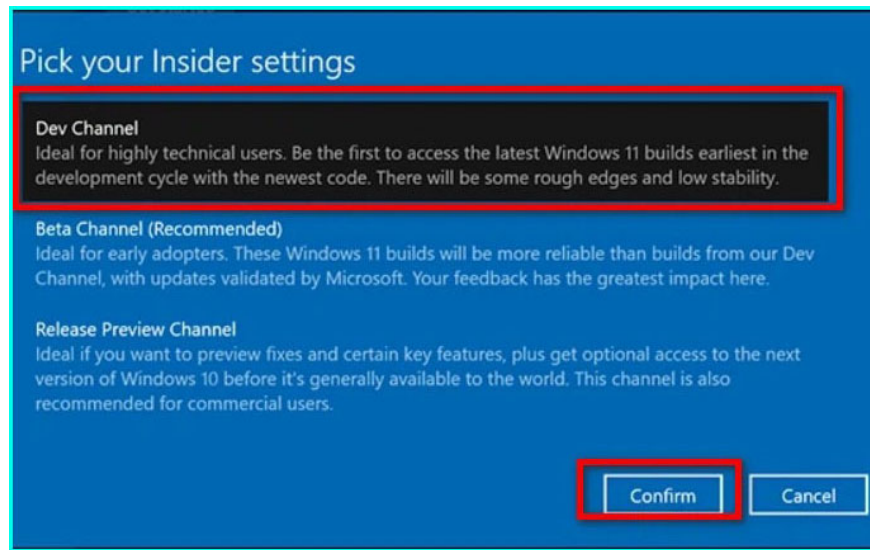 Pick your Insider settings
Dev Channel
Ideal for highly technical users. Be the first to access the latest Windows 11 builds earliest in the
development cycle with the newest code. There will be some rough edges and low stability.
Beta Channel (Recommended)
Ideal for early adopters. These Windows 11 builds will be more reliable than builds from our Dev
Channel, with updates validated by Microsoft. Your feedback has the greatest impact here.
Release Preview Channel
Ideal if you want to preview fixes and certain key features, plus get optional access to the next
version of Windows 10 before it's generally available to the world. This channel is also
recommended for commercial users.
Confirm
Cancel